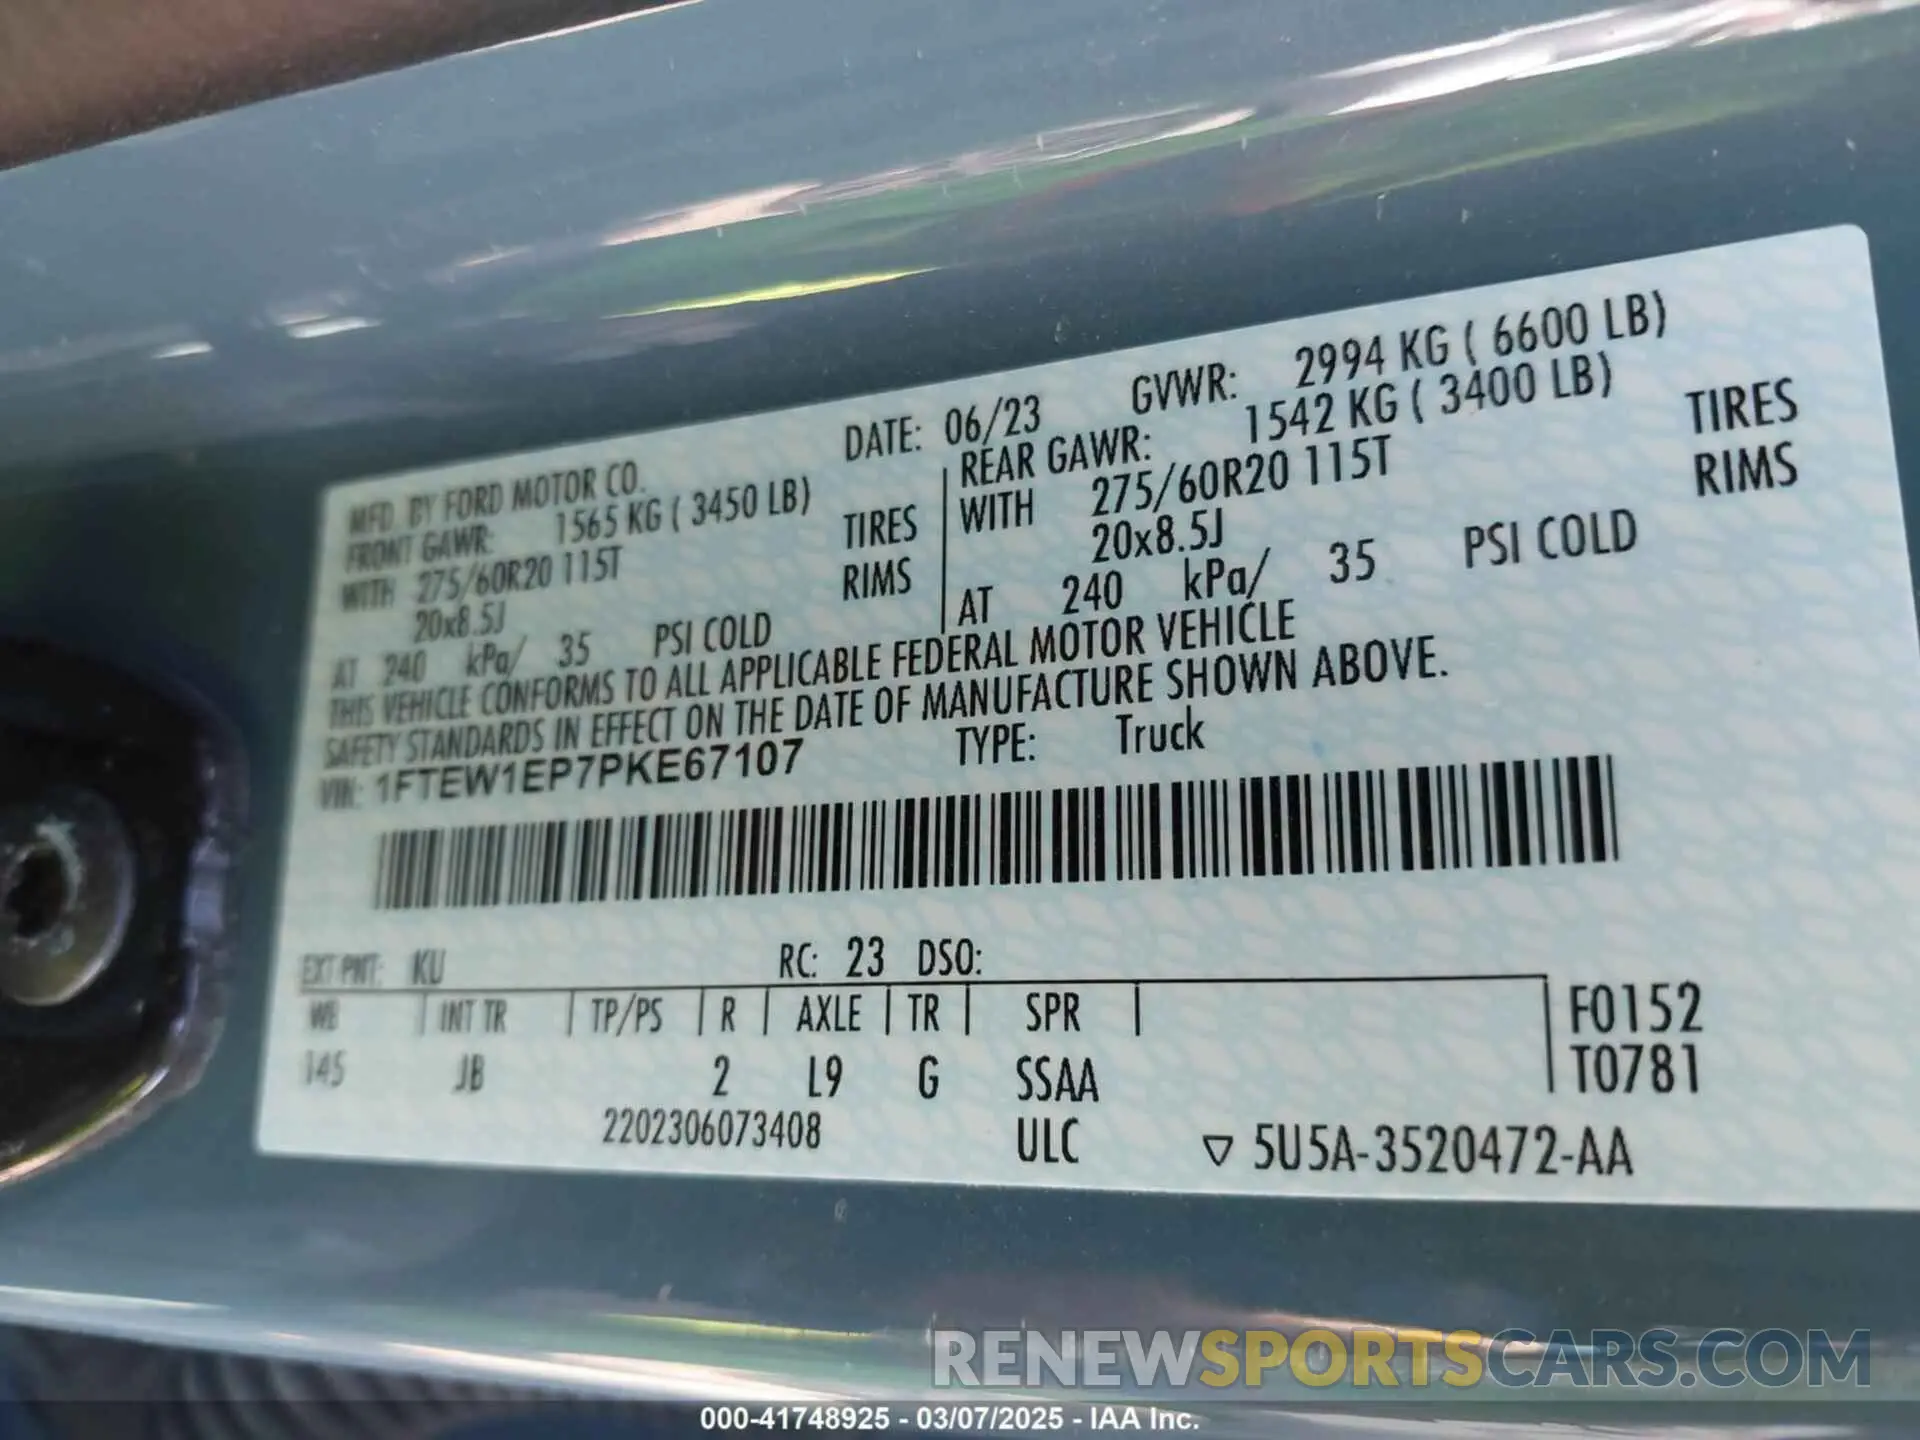 MFD. BY FORD MOTOR CO. DATE: 06/23 GVWR: 2994 KG ( 6600 LB)
FRONT GAWR: 1565 KG ( 3450 LB) REAR GAWR: 1542 KG ( 3400 LB)
WITH 275/60R20 115T TIRES WITH 275/60R20 115T TIRES
20x8.5J RIMS 20x8.5J RIMS
AT 240 kPa/ 35 PSI COLD AT 240 kPa/ 35 PSI COLD
THIS VEHICLE CONFORMS TO ALL APPLICABLE FEDERAL MOTOR VEHICLE
SAFETY STANDARDS IN EFFECT ON THE DATE OF MANUFACTURE SHOWN ABOVE.
VIN: 1FTEW1EP7PKE67107 TYPE: Truck
EXT PNT: KU RC: 23 DSO:
WB INT TR TP/PS R AXLE TR SPR F0152
145 JB 2 L9 G SSAA T0781
2202306073408 ULC ▽ 5U5A-3520472-AA
RENEWSPORTSCARS.COM
000-41748925 - 03/07/2025 - IAA Inc.